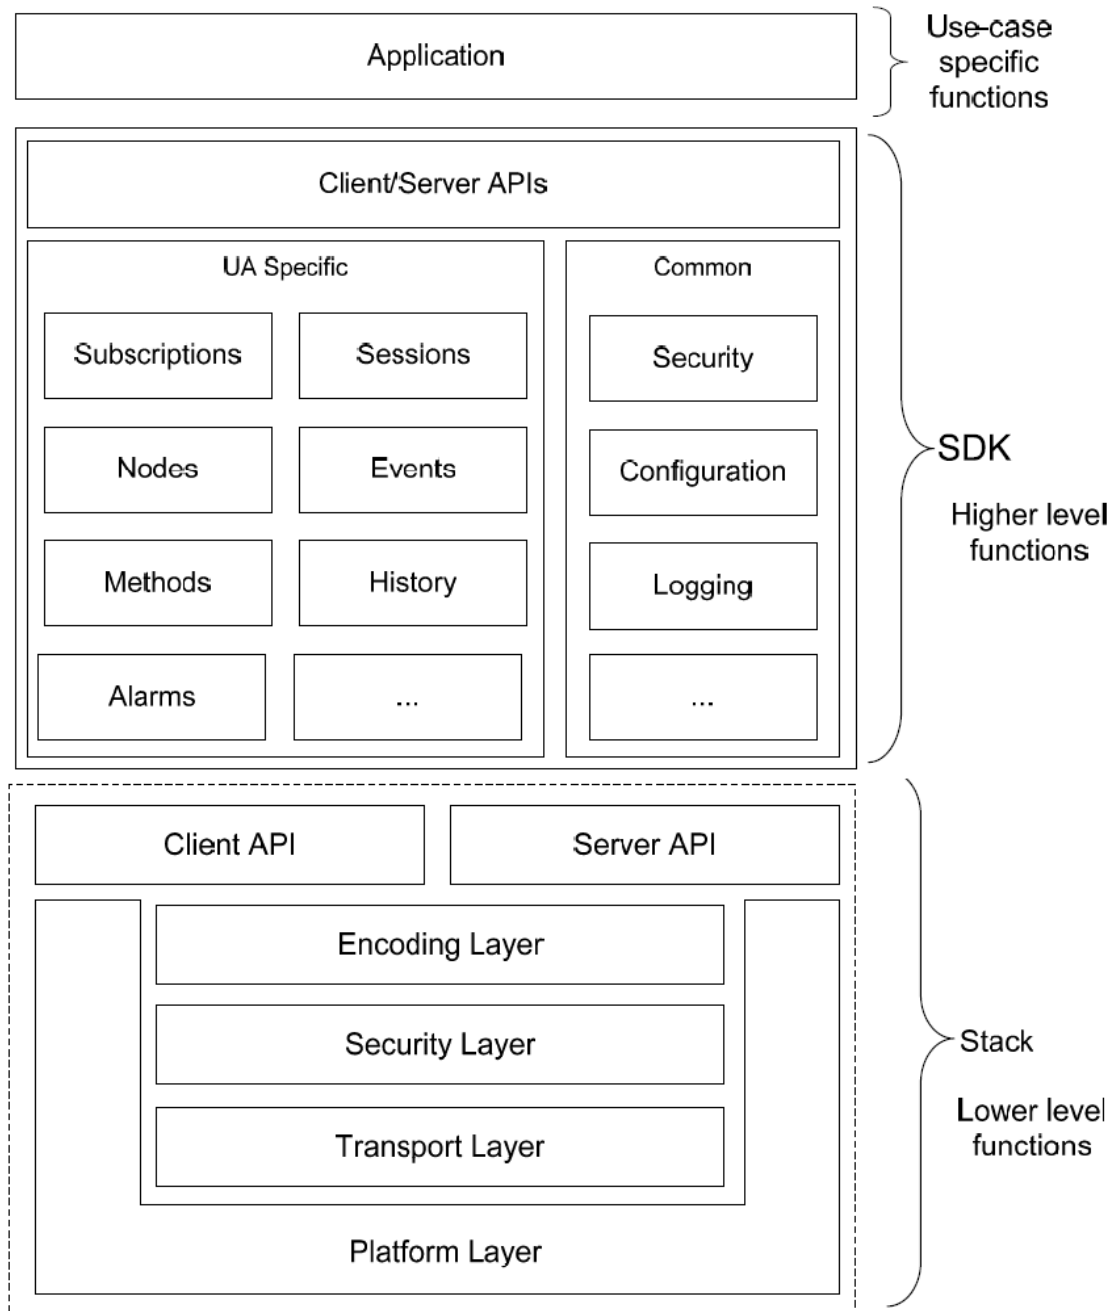 Application
Use-case
specific
functions
Client/Server APIs
UA Specific
Common
Subscriptions
Sessions
Security
Nodes
Events
Configuration
Methods
History
Logging
Alarms
...
...
SDK
Higher level
functions
Client API
Server API
Encoding Layer
Security Layer
Transport Layer
Platform Layer
Stack
Lower level
functions